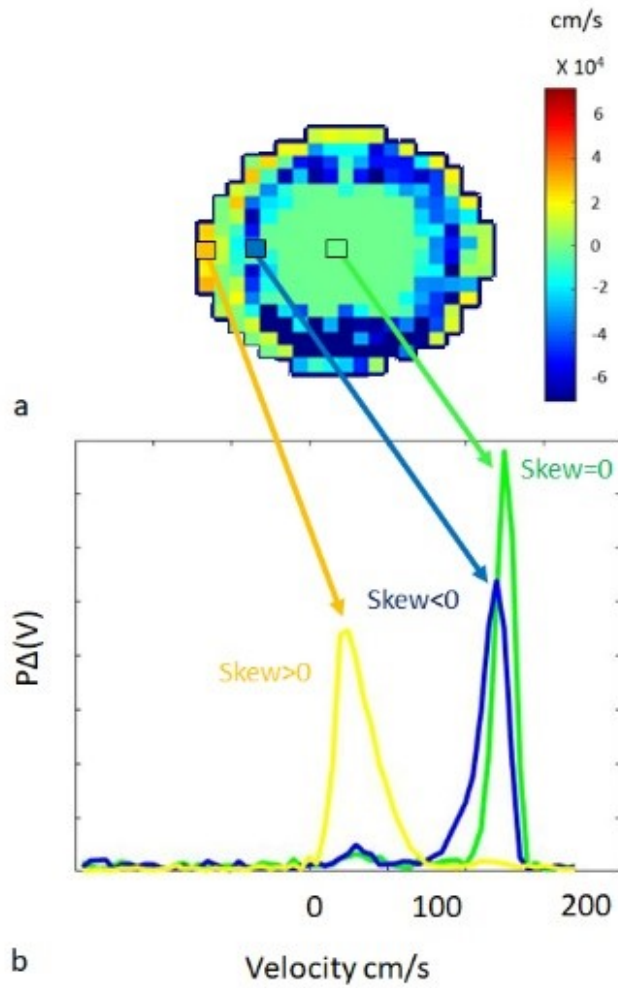 cm/s
X 10⁴
6
4
2
0
-2
-4
-6
a
Skew=0
Skew<0
Skew>0
PΔ(V)
0 100 200
b Velocity cm/s